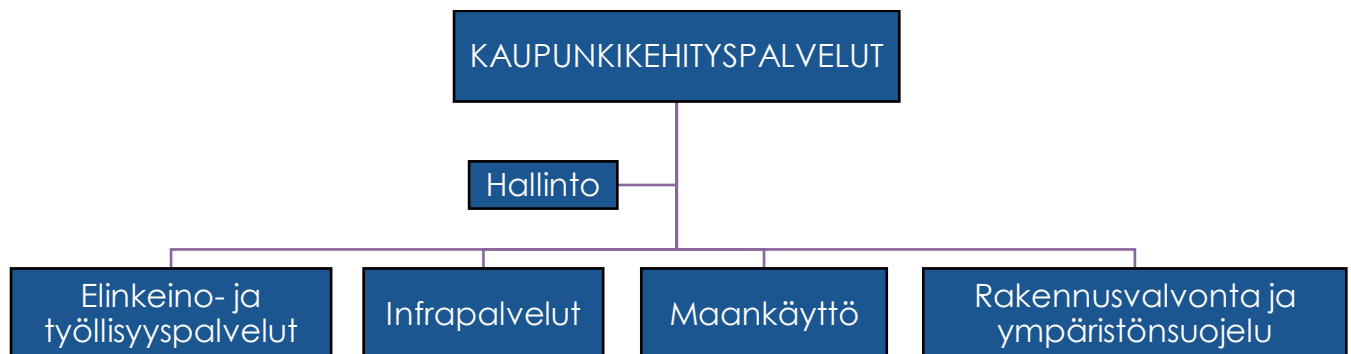 KAUPUNKIKEHITYSPALVELUT
Hallinto
Elinkeino- ja
työllisyyspalvelut
Infrapalvelut
Maankäyttö
Rakennusvalvonta ja
ympäristönsuojelu